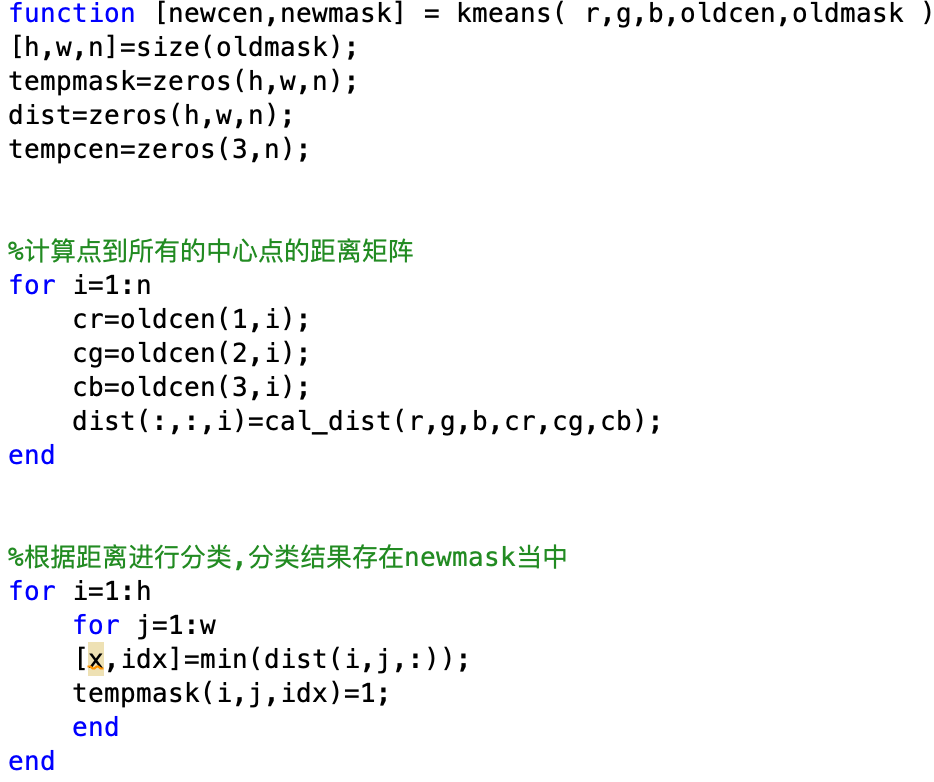 function [newcen,newmask] = kmeans( r,g,b,oldcen,oldmask )
[h,w,n]=size(oldmask);
tempmask=zeros(h,w,n);
dist=zeros(h,w,n);
tempcen=zeros(3,n);
%计算点到所有的中心点的距离矩阵
for i=1:n
    cr=oldcen(1,i);
    cg=oldcen(2,i);
    cb=oldcen(3,i);
    dist(:,:,i)=cal_dist(r,g,b,cr,cg,cb);
end
%根据距离进行分类,分类结果存在newmask当中
for i=1:h
    for j=1:w
    [x,idx]=min(dist(i,j,:));
    tempmask(i,j,idx)=1;
    end
end